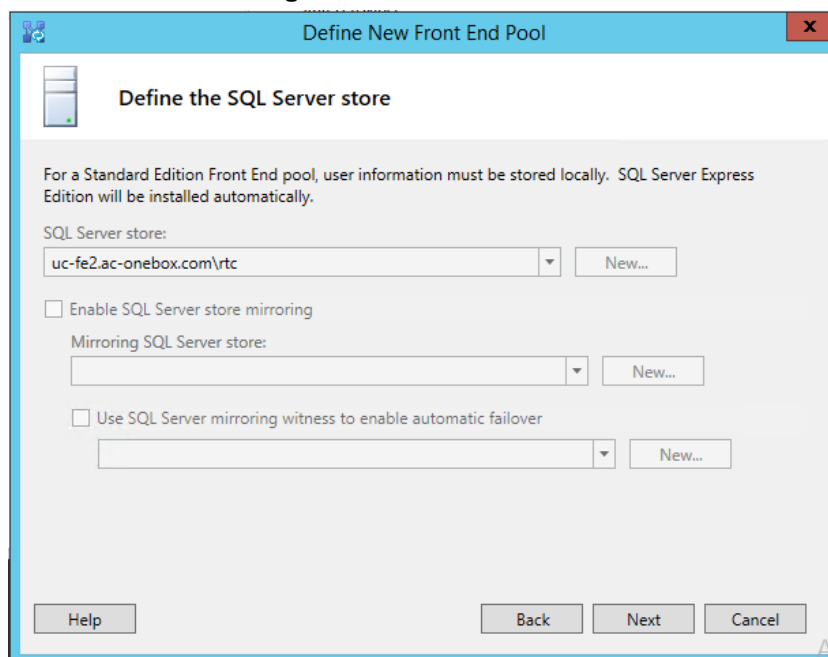 Define New Front End Pool
x
Define the SQL Server store
For a Standard Edition Front End pool, user information must be stored locally.  SQL Server Express
Edition will be installed automatically.
SQL Server store:
uc-fe2.ac-onebox.com\rtc
New...
Enable SQL Server store mirroring
Mirroring SQL Server store:
New...
Use SQL Server mirroring witness to enable automatic failover
New...
Help
Back
Next
Cancel